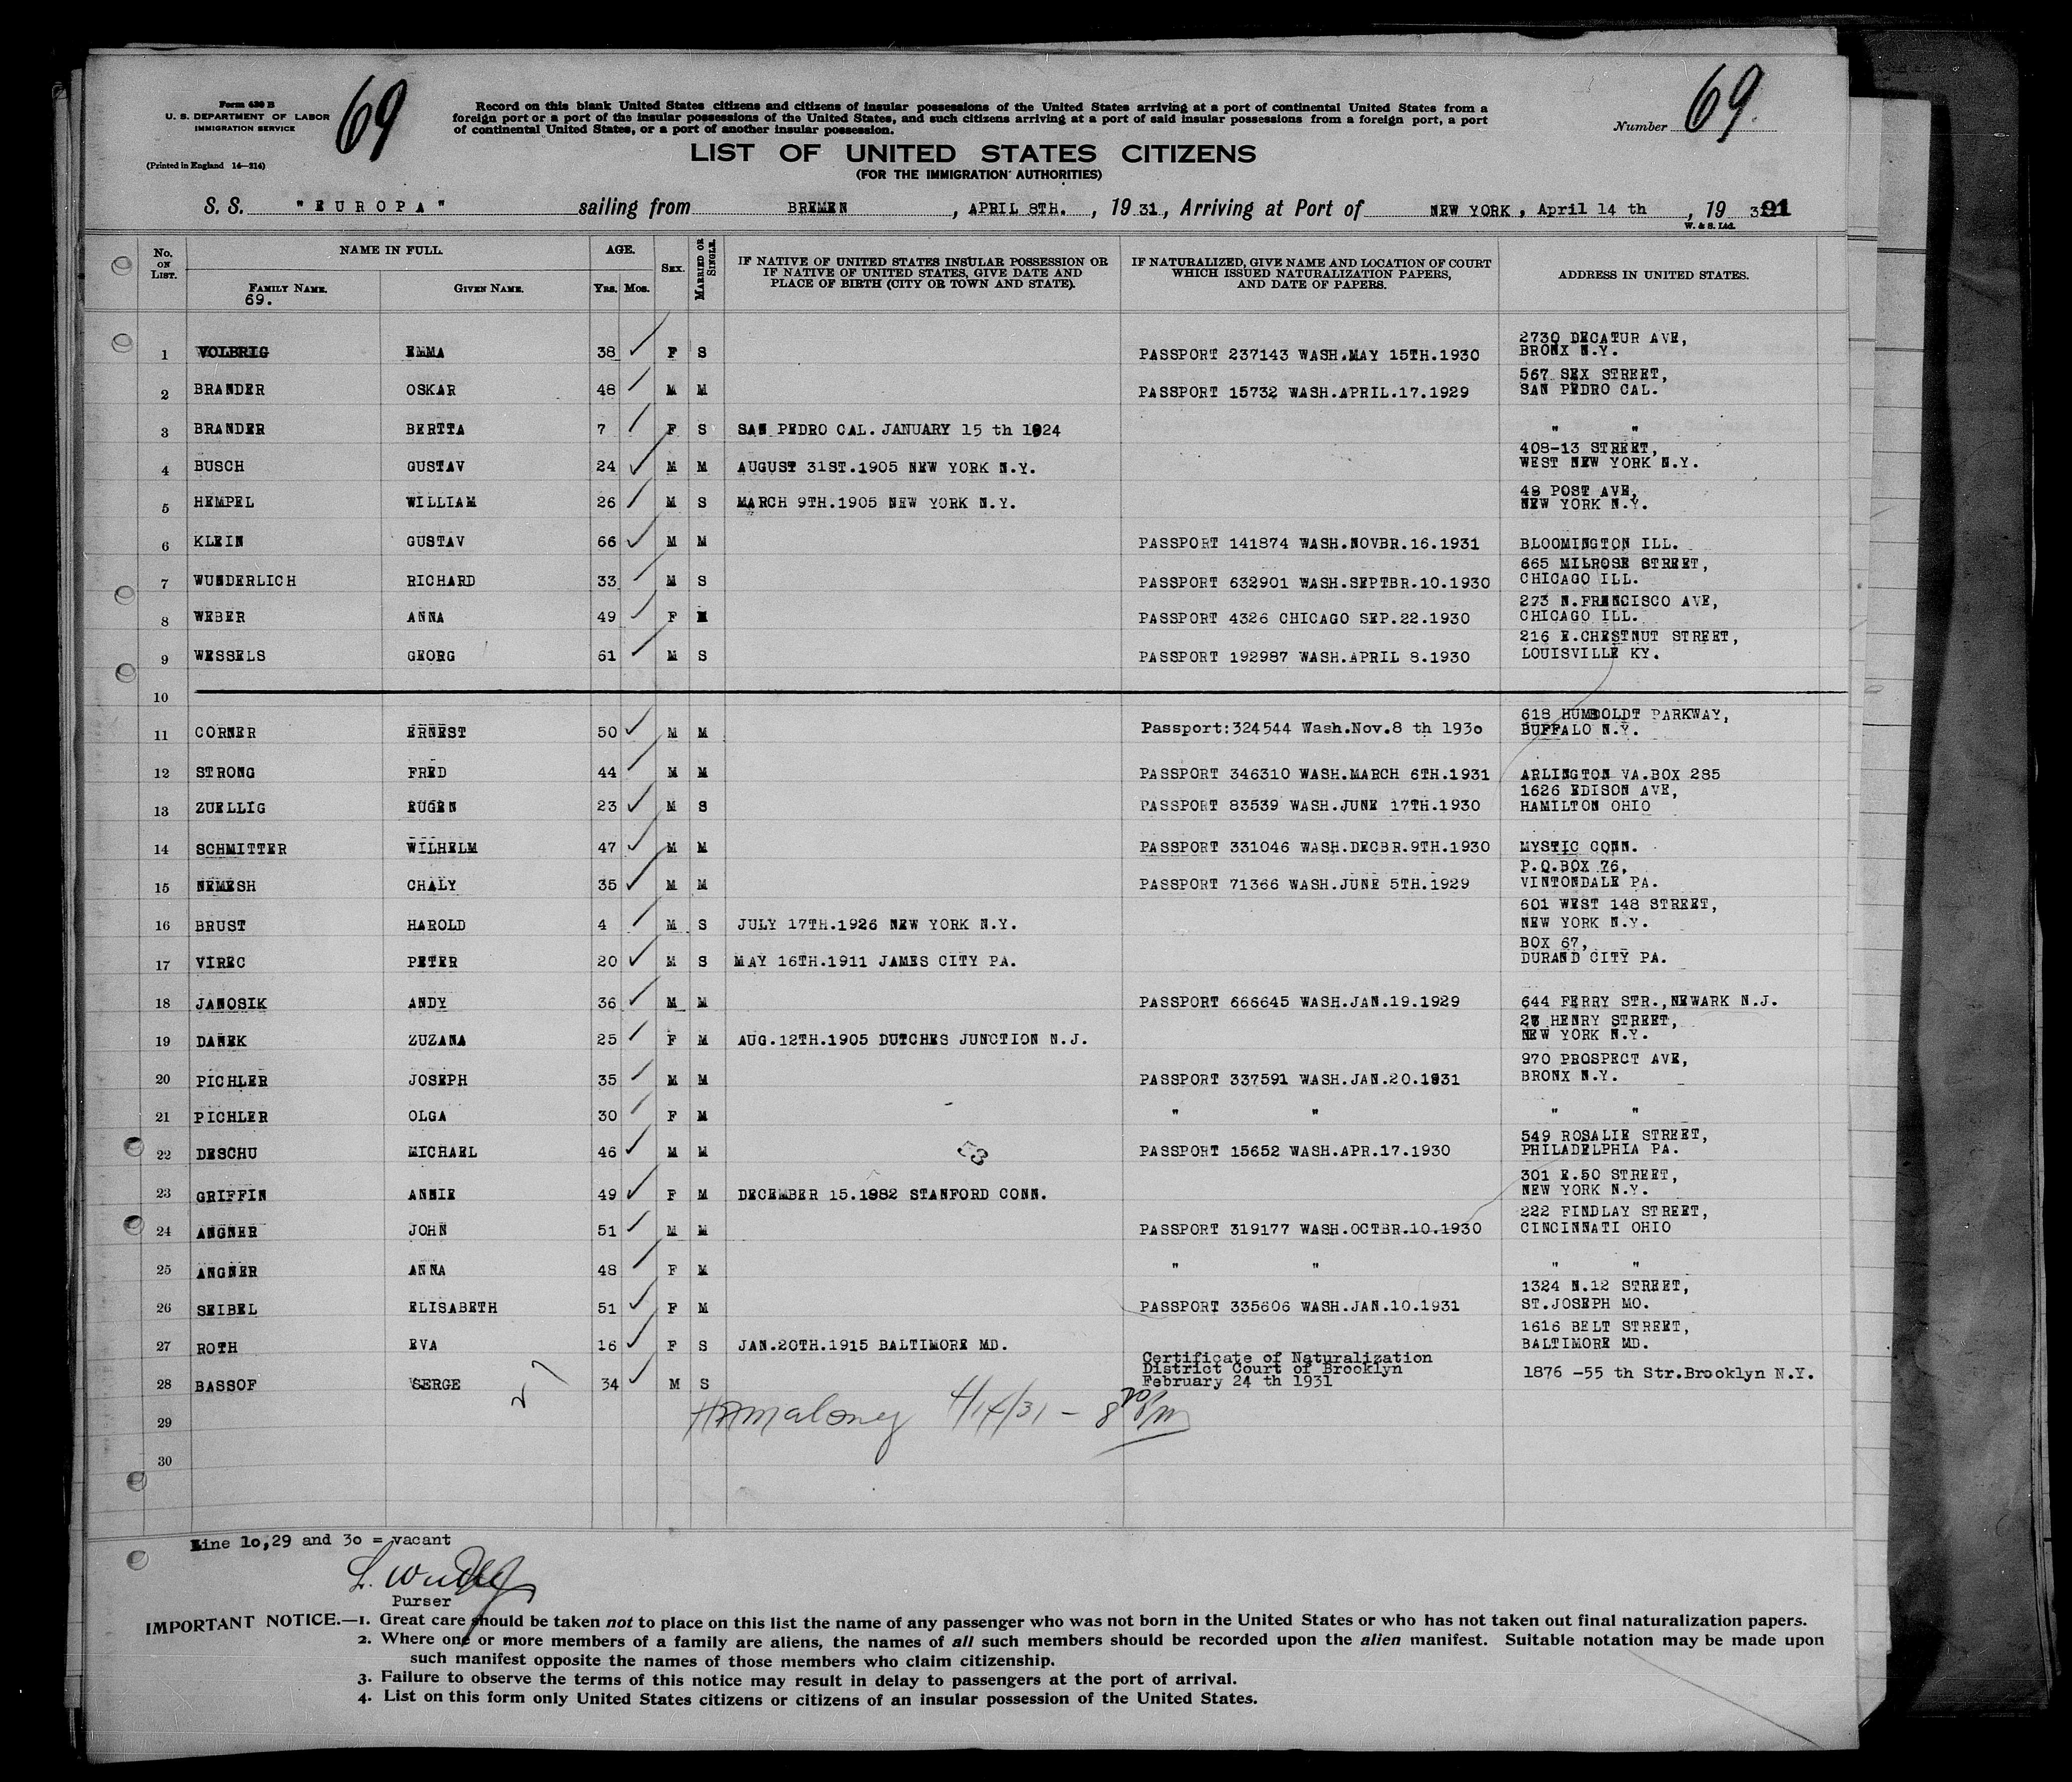 Form 630 B
U. S. DEPARTMENT OF LABOR
IMMIGRATION SERVICE
(Printed in England 14—214)
69
Record on this blank United States citizens and citizens of insular possessions of the United States arriving at a port of continental United States from a
foreign port or a port of the insular possessions of the United States, and such citizens arriving at a port of said insular possessions from a foreign port, a port
of continental United States, or a port of another insular possession.
Number 69.
LIST OF UNITED STATES CITIZENS
(FOR THE IMMIGRATION AUTHORITIES)
S. S. "EUROPA" sailing from BREMEN, APRIL 8TH., 1931, Arriving at Port of NEW YORK, April 14 th, 19 31
91
W. & S. Ltd.
No. ON LIST. NAME IN FULL. AGE. SEX. MARRIED OR SINGLE. IF NATIVE OF UNITED STATES INSULAR POSSESSION OR IF NATIVE OF UNITED STATES, GIVE DATE AND PLACE OF BIRTH (CITY OR TOWN AND STATE). IF NATURALIZED, GIVE NAME AND LOCATION OF COURT WHICH ISSUED NATURALIZATION PAPERS, AND DATE OF PAPERS. ADDRESS IN UNITED STATES.
FAMILY NAME. GIVEN NAME. YRS. MOS.
69.
1 VOLBRIG EMMA 38 F S PASSPORT 237143 WASH.MAY 15TH.1930 2730 DECATUR AVE, BRONX N.Y.
2 BRANDER OSKAR 48 M M PASSPORT 15732 WASH.APRIL.17.1929 567 SEX STREET, SAN PEDRO CAL.
3 BRANDER BERTTA 7 F S SAN PEDRO CAL. JANUARY 15 th 1924 " "
4 BUSCH GUSTAV 24 M M AUGUST 31ST.1905 NEW YORK N.Y. 408-13 STREET, WEST NEW YORK N.Y.
5 HEMPEL WILLIAM 26 M S MARCH 9TH.1905 NEW YORK N.Y. 48 POST AVE, NEW YORK N.Y.
6 KLEIN GUSTAV 66 M M PASSPORT 141874 WASH.NOVBR.16.1931 BLOOMINGTON ILL.
7 WUNDERLICH RICHARD 33 M S PASSPORT 632901 WASH.SEPTBR.10.1930 665 MILROSE STREET, CHICAGO ILL.
8 WEBER ANNA 49 F M PASSPORT 4326 CHICAGO SEP.22.1930 273 N.FRENCISCO AVE, CHICAGO ILL.
9 WESSELS GEORG 61 M S PASSPORT 192987 WASH.APRIL 8.1930 216 E.CHESTNUT STREET, LOUISVILLE KY.
10
11 CORNER ERNEST 50 M M Passport:324544 Wash.Nov.8 th 193o 618 HUMBOLDT PARKWAY, BUFFALO N.Y.
12 STRONG FRED 44 M M PASSPORT 346310 WASH.MARCH 6TH.1931 ARLINGTON VA.BOX 285
13 ZUELLIG EUGEN 23 M S PASSPORT 83539 WASH.JUNE 17TH.1930 1626 EDISON AVE, HAMILTON OHIO
14 SCHMITTER WILHELM 47 M M PASSPORT 331046 WASH.DECBR.9TH.1930 MYSTIC CONN.
15 NEMESH CHALY 35 M M PASSPORT 71366 WASH.JUNE 5TH.1929 P.O.BOX 76, VINTONDALE PA.
16 BRUST HAROLD 4 M S JULY 17TH.1926 NEW YORK N.Y. 601 WEST 148 STREET, NEW YORK N.Y.
17 VIREC PETER 20 M S MAY 16TH.1911 JAMES CITY PA. BOX 67, DURAND CITY PA.
18 JANOSIK ANDY 36 M M PASSPORT 666645 WASH.JAN.19.1929 644 FERRY STR.,NEWARK N.J.
19 DANEK ZUZANA 25 F M AUG.12TH.1905 DUTCHES JUNCTION N.J. HENRY STREET, NEW YORK N.Y.
20 PICHLER JOSEPH 35 M M PASSPORT 337591 WASH.JAN.20.1931 970 PROSPECT AVE, BRONX N.Y.
21 PICHLER OLGA 30 F M " " " "
22 DESCHU MICHAEL 46 M M PASSPORT 15652 WASH.APR.17.1930 549 ROSALIE STREET, PHILADELPHIA PA.
23 GRIFFIN ANNIE 49 F M DECEMBER 15.1882 STANFORD CONN. 301 E.50 STREET, NEW YORK N.Y.
24 ANGNER JOHN 51 M M PASSPORT 319177 WASH.OCTBR.10.1930 222 FINDLAY STREET, CINCINNATI OHIO
25 ANGNER ANNA 48 F M " " " "
26 SEIBEL ELISABETH 51 F M PASSPORT 335606 WASH.JAN.10.1931 1324 N.12 STREET, ST.JOSEPH MO.
27 ROTH EVA 16 F S JAN.20TH.1915 BALTIMORE MD. 1616 BELT STREET, BALTIMORE MD.
28 BASSOF SERGE 34 M S Certificate of Naturalization District Court of Brooklyn February 24 th 1931 1876 -55 th Str.Brooklyn N.Y.
27
Maloney 4/14/31 -
29
30
Line 1o,29 and 3o = vacant
Purser
IMPORTANT NOTICE.—1. Great care should be taken not to place on this list the name of any passenger who was not born in the United States or who has not taken out final naturalization papers.
2. Where one or more members of a family are aliens, the names of all such members should be recorded upon the alien manifest. Suitable notation may be made upon
such manifest opposite the names of those members who claim citizenship.
3. Failure to observe the terms of this notice may result in delay to passengers at the port of arrival.
4. List on this form only United States citizens or citizens of an insular possession of the United States.